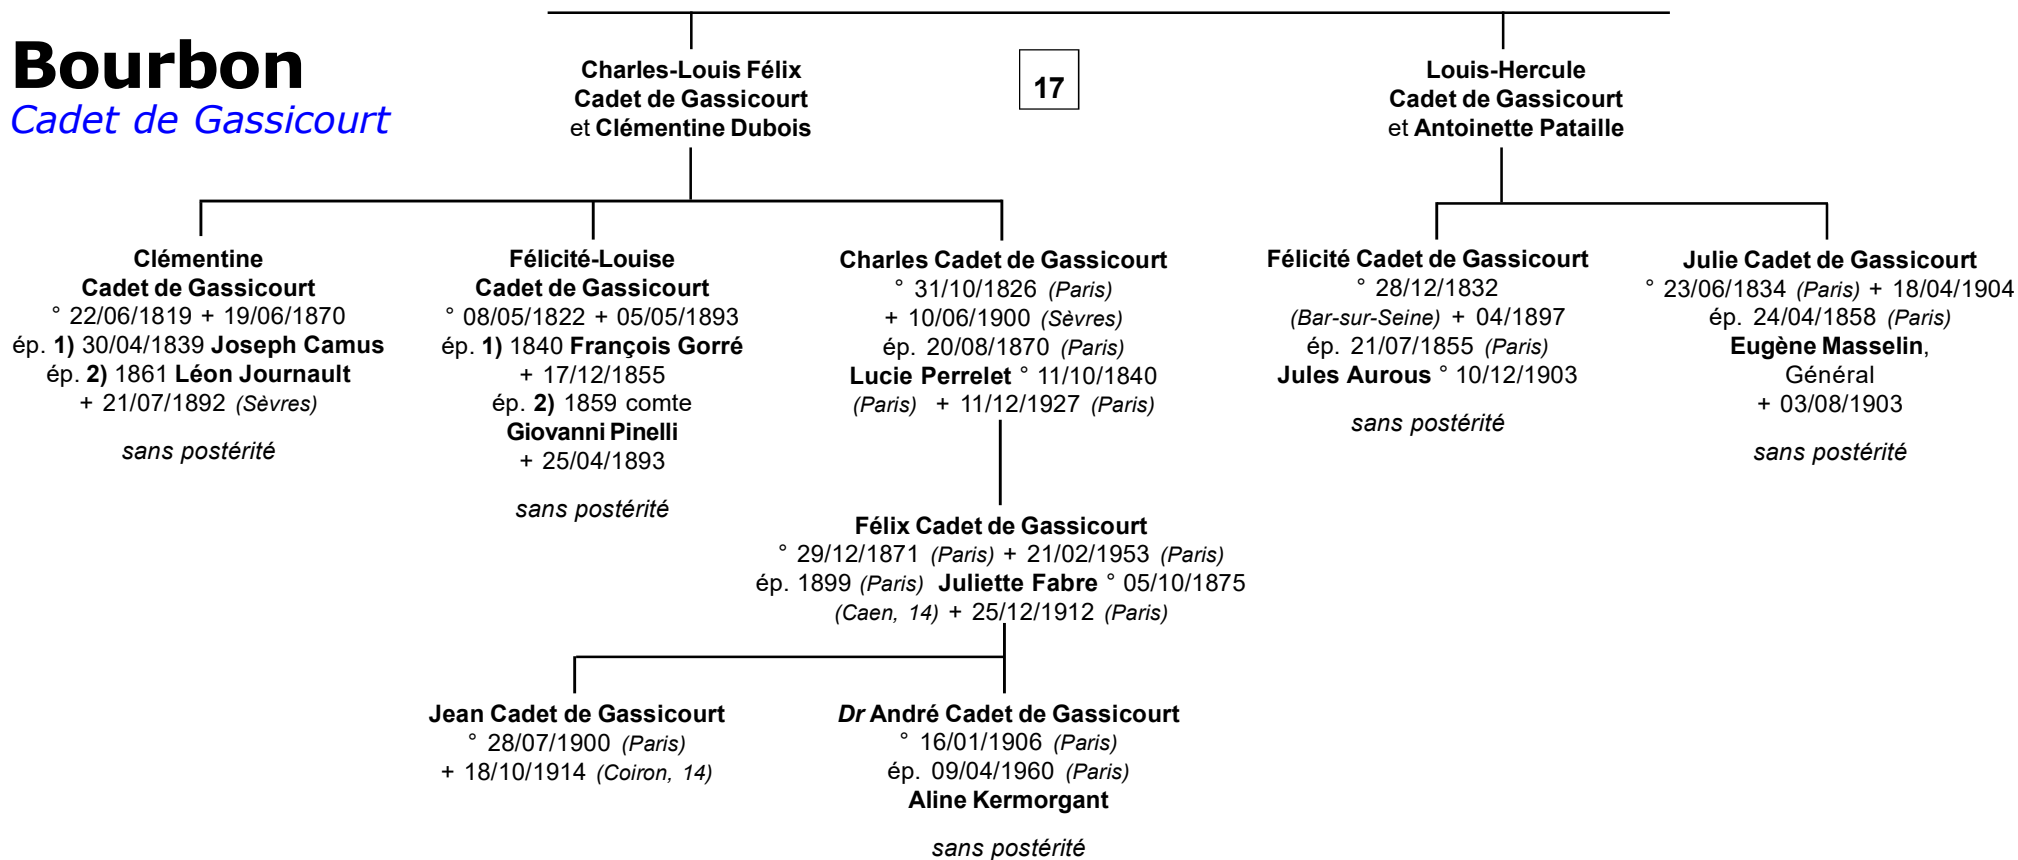 Bourbon
Cadet de Gassicourt
Charles-Louis Félix
Cadet de Gassicourt
et Clémentine Dubois
17
Louis-Hercule
Cadet de Gassicourt
et Antoinette Pataille
Clémentine
Cadet de Gassicourt
° 22/06/1819 + 19/06/1870
ép. 1) 30/04/1839 Joseph Camus
ép. 2) 1861 Léon Journault
+ 21/07/1892 (Sèvres)
sans postérité
Félicité-Louise
Cadet de Gassicourt
° 08/05/1822 + 05/05/1893
ép. 1) 1840 François Gorré
+ 17/12/1855
ép. 2) 1859 comte
Giovanni Pinelli
+ 25/04/1893
sans postérité
Charles Cadet de Gassicourt
° 31/10/1826 (Paris)
+ 10/06/1900 (Sèvres)
ép. 20/08/1870 (Paris)
Lucie Perrelet ° 11/10/1840
(Paris) + 11/12/1927 (Paris)
Félicité Cadet de Gassicourt
° 28/12/1832
(Bar-sur-Seine) + 04/1897
ép. 21/07/1855 (Paris)
Jules Aurous ° 10/12/1903
sans postérité
Julie Cadet de Gassicourt
° 23/06/1834 (Paris) + 18/04/1904
ép. 24/04/1858 (Paris)
Eugène Masselin,
Général
+ 03/08/1903
sans postérité
Félix Cadet de Gassicourt
° 29/12/1871 (Paris) + 21/02/1953 (Paris)
ép. 1899 (Paris) Juliette Fabre ° 05/10/1875
(Caen, 14) + 25/12/1912 (Paris)
Jean Cadet de Gassicourt
° 28/07/1900 (Paris)
+ 18/10/1914 (Coiron, 14)
Dr André Cadet de Gassicourt
° 16/01/1906 (Paris)
ép. 09/04/1960 (Paris)
Aline Kermorgant
sans postérité